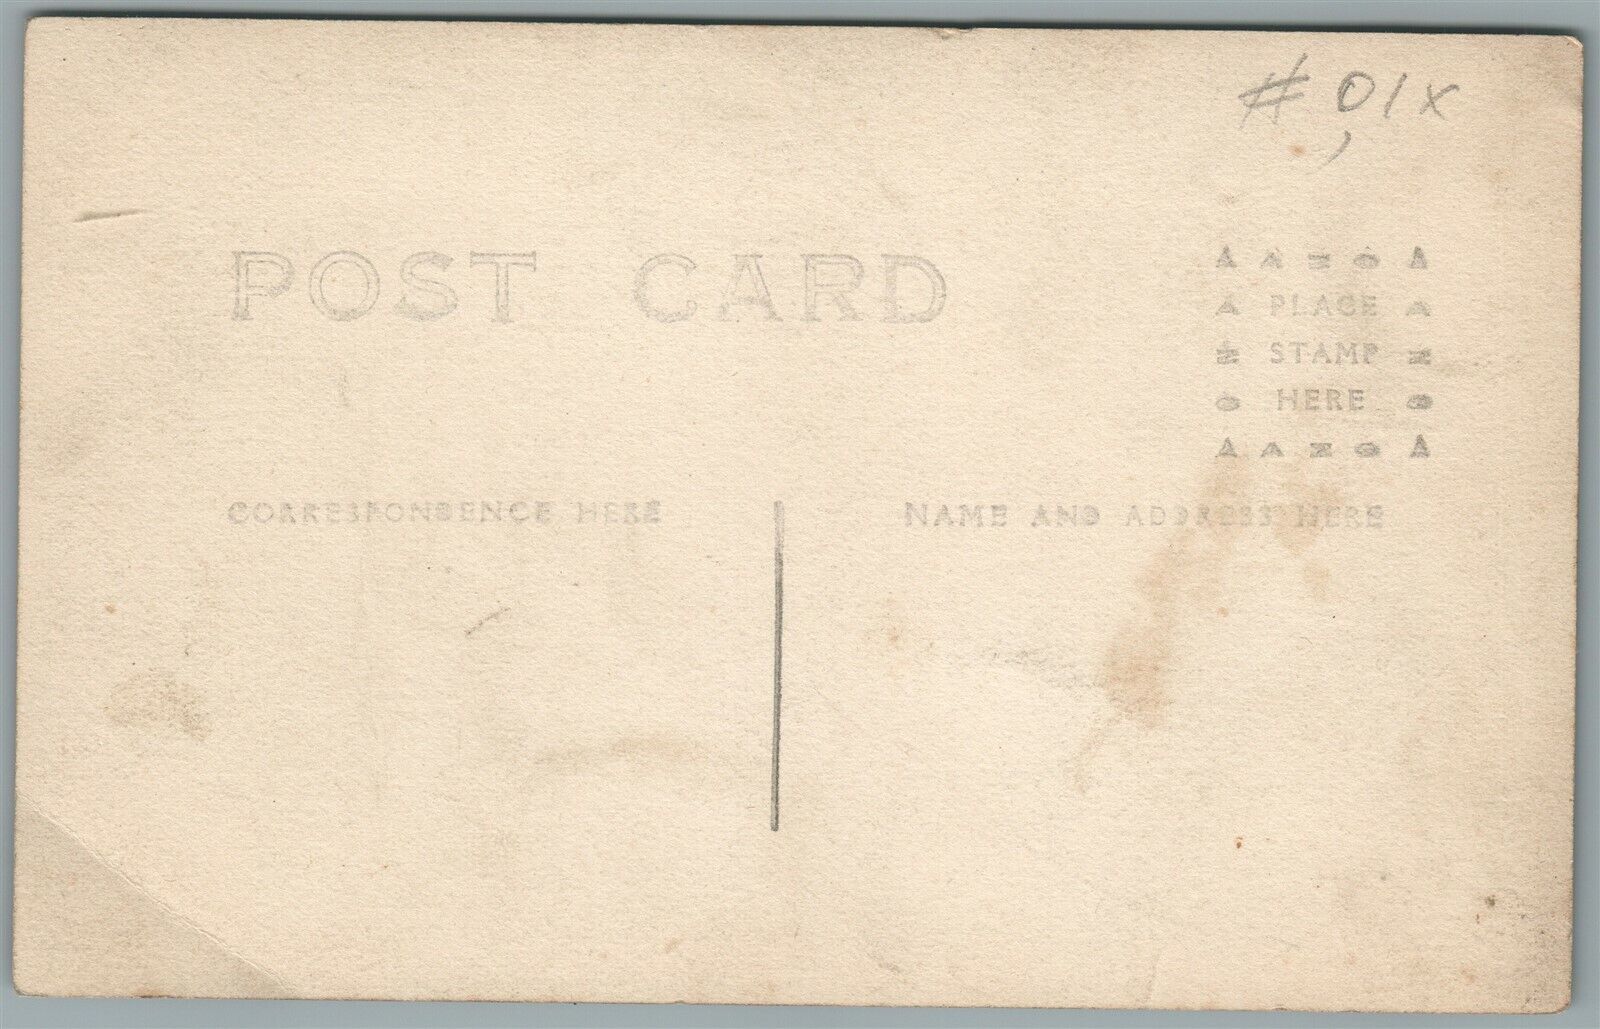 # 01x
POST CARD
▲ A Z O ▲
A PLACE A
Z STAMP Z
O HERE O
▲ A Z O ▲
CORRESPONDENCE HERE
NAME AND ADDRESS HERE